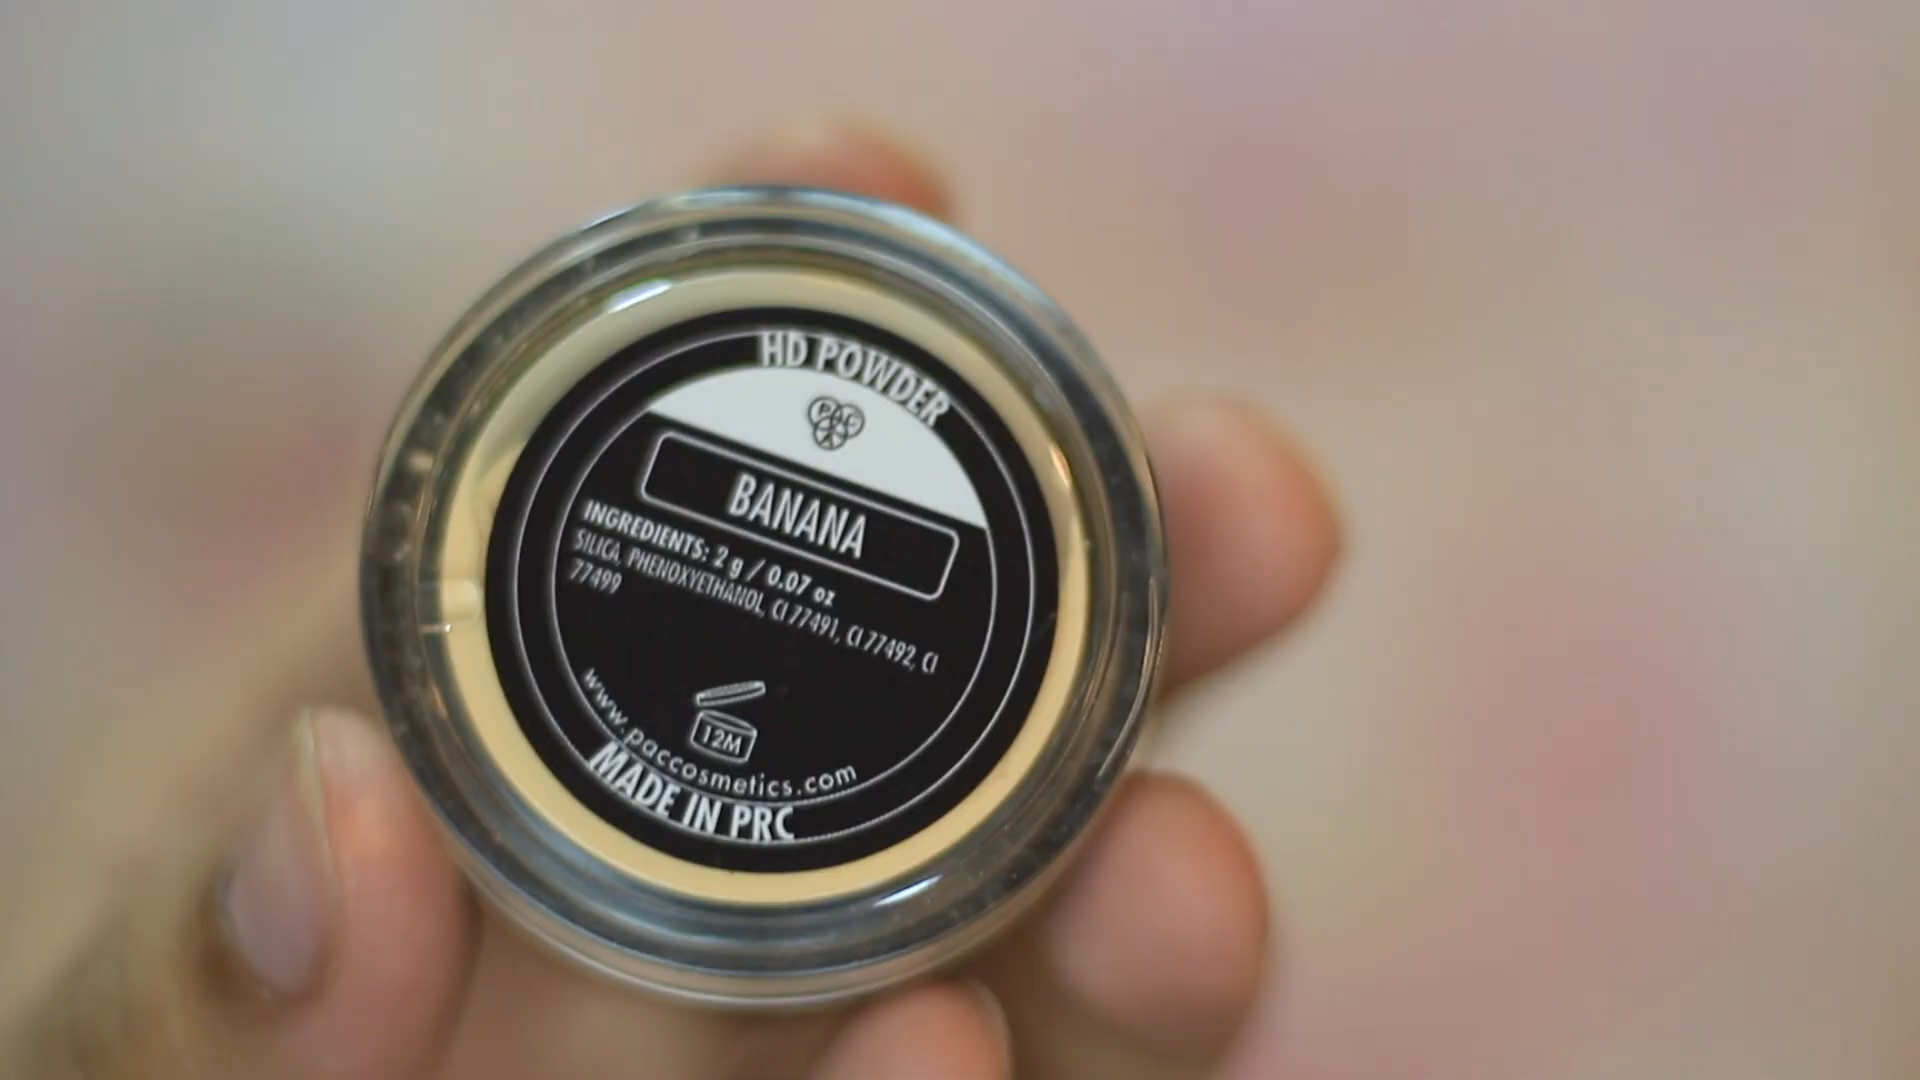 HD POWDER
PAC
BANANA
INGREDIENTS: 2 g / 0.07 oz
SILICA, PHENOXYETHANOL, CI 77491, CI 77492, CI
77499
12M
www.paccosmetics.com
MADE IN PRC